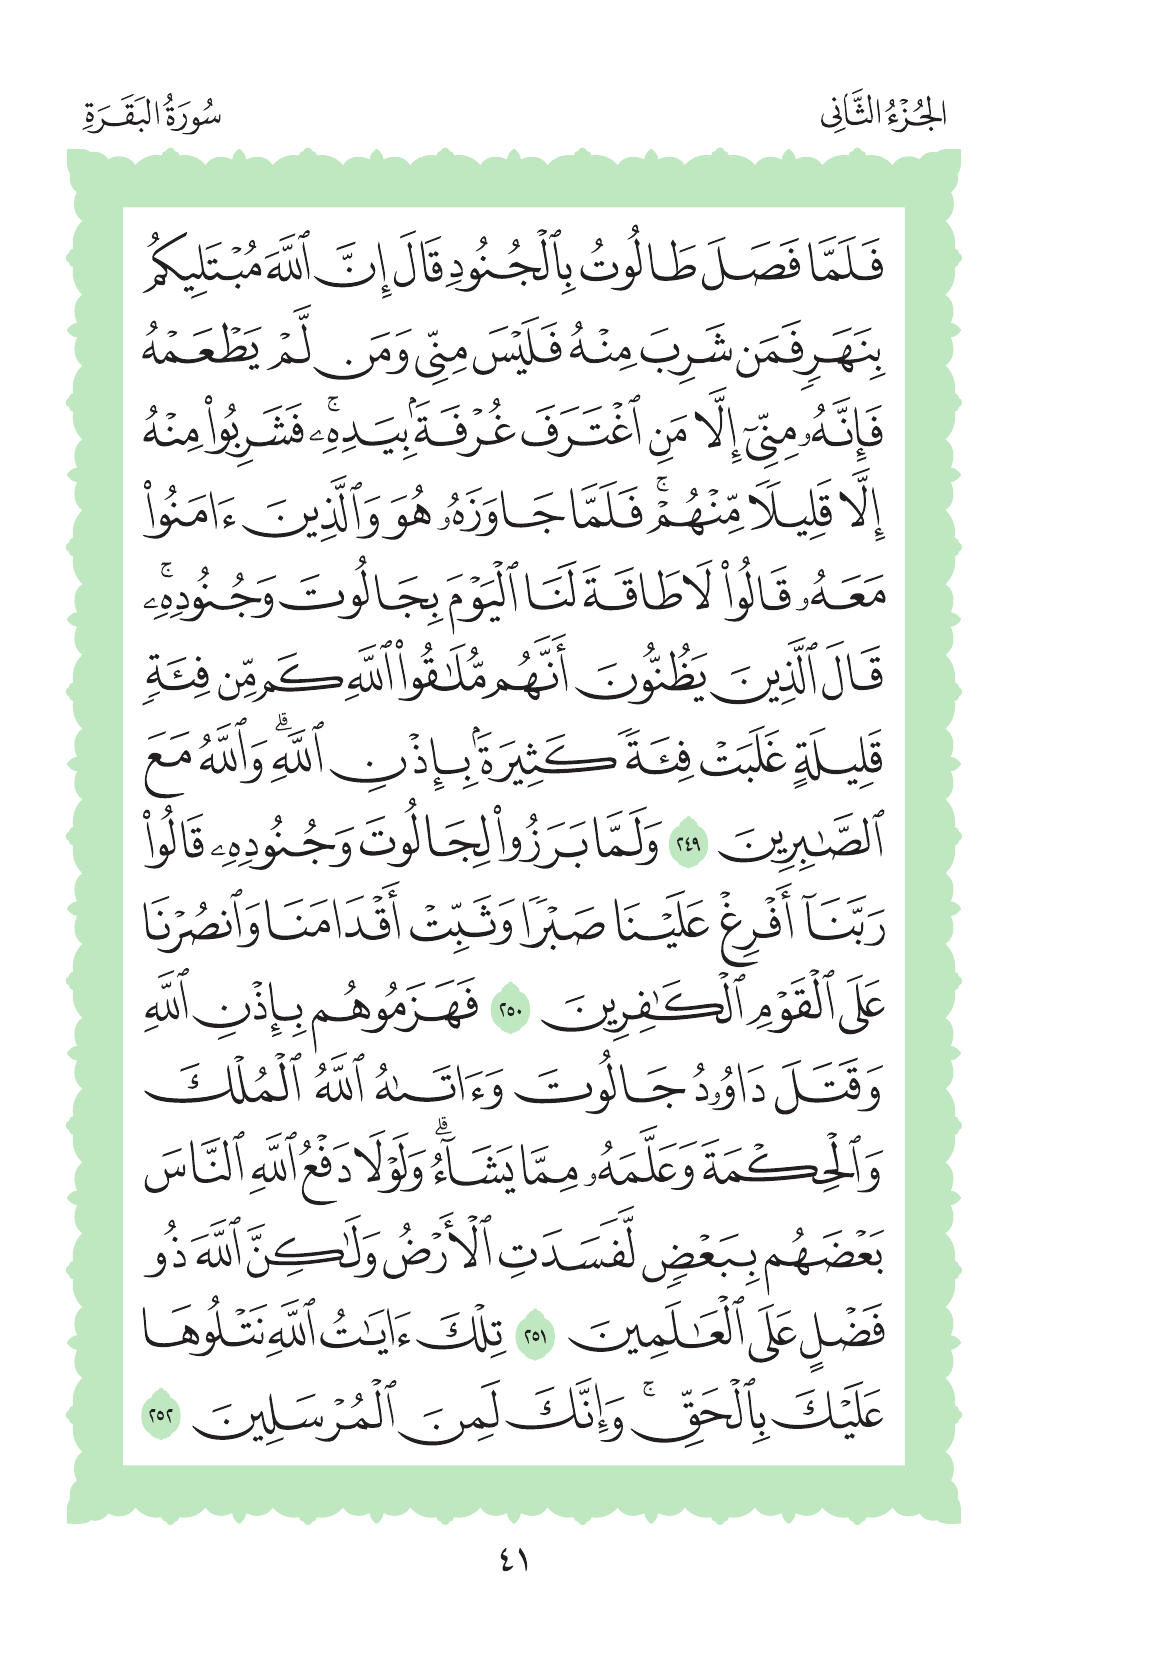 الجُزْءُ الثَّانِي
سُورَةُ البَقَرَةِ
فَلَمَّا فَصَلَ طَالُوتُ بِٱلْجُنُودِ قَالَ إِنَّ ٱللَّهَ مُبْتَلِيكُم
بِنَهَرٍ فَمَن شَرِبَ مِنْهُ فَلَيْسَ مِنِّي وَمَن لَّمْ يَطْعَمْهُ
فَإِنَّهُۥ مِنِّيٓ إِلَّا مَنِ ٱغْتَرَفَ غُرْفَةَۢ بِيَدِهِۦۚ فَشَرِبُوا۟ مِنْهُ
إِلَّا قَلِيلًا مِّنْهُمْۚ فَلَمَّا جَاوَزَهُۥ هُوَ وَٱلَّذِينَ ءَامَنُوا۟
مَعَهُۥ قَالُوا۟ لَا طَاقَةَ لَنَا ٱلْيَوْمَ بِجَالُوتَ وَجُنُودِهِۦۚ
قَالَ ٱلَّذِينَ يَظُنُّونَ أَنَّهُم مُّلَٰقُوا۟ ٱللَّهِ كَم مِّن فِئَةٍ
قَلِيلَةٍ غَلَبَتْ فِئَةً كَثِيرَةَۢ بِإِذْنِ ٱللَّهِۗ وَٱللَّهُ مَعَ
ٱلصَّٰبِرِينَ ٢٤٩ وَلَمَّا بَرَزُوا۟ لِجَالُوتَ وَجُنُودِهِۦ قَالُوا۟
رَبَّنَآ أَفْرِغْ عَلَيْنَا صَبْرًا وَثَبِّتْ أَقْدَامَنَا وَٱنصُرْنَا
عَلَى ٱلْقَوْمِ ٱلْكَٰفِرِينَ ٢٥٠ فَهَزَمُوهُم بِإِذْنِ ٱللَّهِ
وَقَتَلَ دَاوُۥدُ جَالُوتَ وَءَاتَىٰهُ ٱللَّهُ ٱلْمُلْكَ
وَٱلْحِكْمَةَ وَعَلَّمَهُۥ مِمَّا يَشَآءُۗ وَلَوْلَا دَفْعُ ٱللَّهِ ٱلنَّاسَ
بَعْضَهُم بِبَعْضٍ لَّفَسَدَتِ ٱلْأَرْضُ وَلَٰكِنَّ ٱللَّهَ ذُو
فَضْلٍ عَلَى ٱلْعَٰلَمِينَ ٢٥١ تِلْكَ ءَايَٰتُ ٱللَّهِ نَتْلُوهَا
عَلَيْكَ بِٱلْحَقِّۚ وَإِنَّكَ لَمِنَ ٱلْمُرْسَلِينَ ٢٥٢
٤١